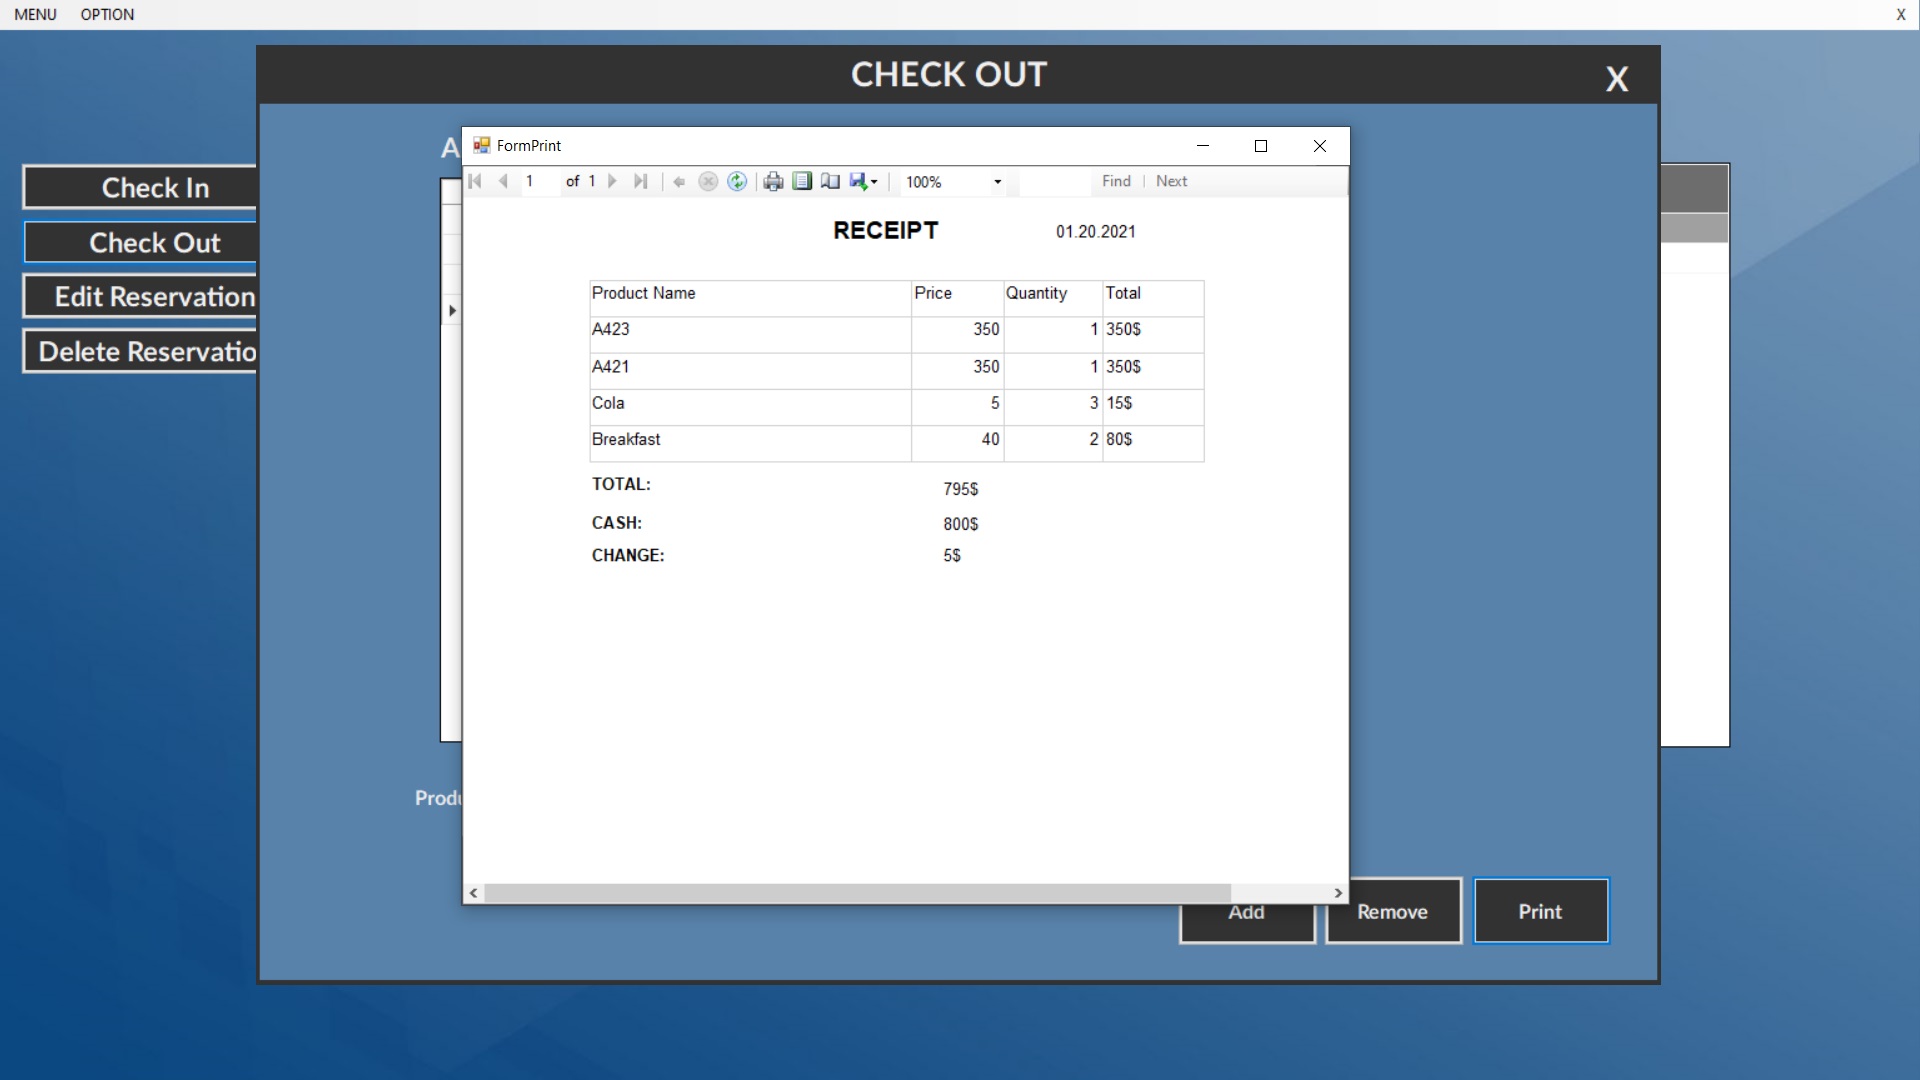 MENU OPTION X
CHECK OUT X
A
FormPrint
Check In
Check Out
Edit Reservation
Delete Reservatio
1 of 1 100% Find Next
RECEIPT 01.20.2021
Product Name Price Quantity Total
A423 350 1 350$
A421 350 1 350$
Cola 5 3 15$
Breakfast 40 2 80$
TOTAL: 795$
CASH: 800$
CHANGE: 5$
Produ
Add Remove Print